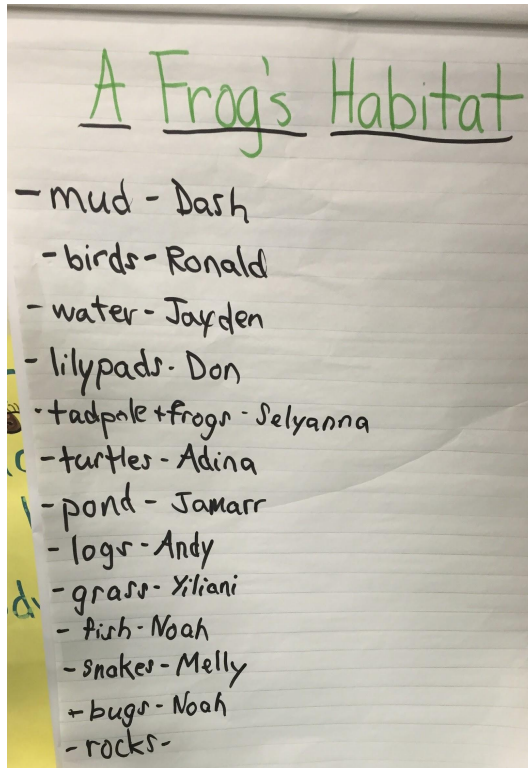 A Frog's Habitat
- mud - Dash
- birds - Ronald
- water - Jayden
- lilypads - Don
- tadpole + frogs - Selyanna
- turtles - Adina
- pond - Jamarr
- logs - Andy
- grass - Yiliani
- fish - Noah
- snakes - Melly
+ bugs - Noah
- rocks -